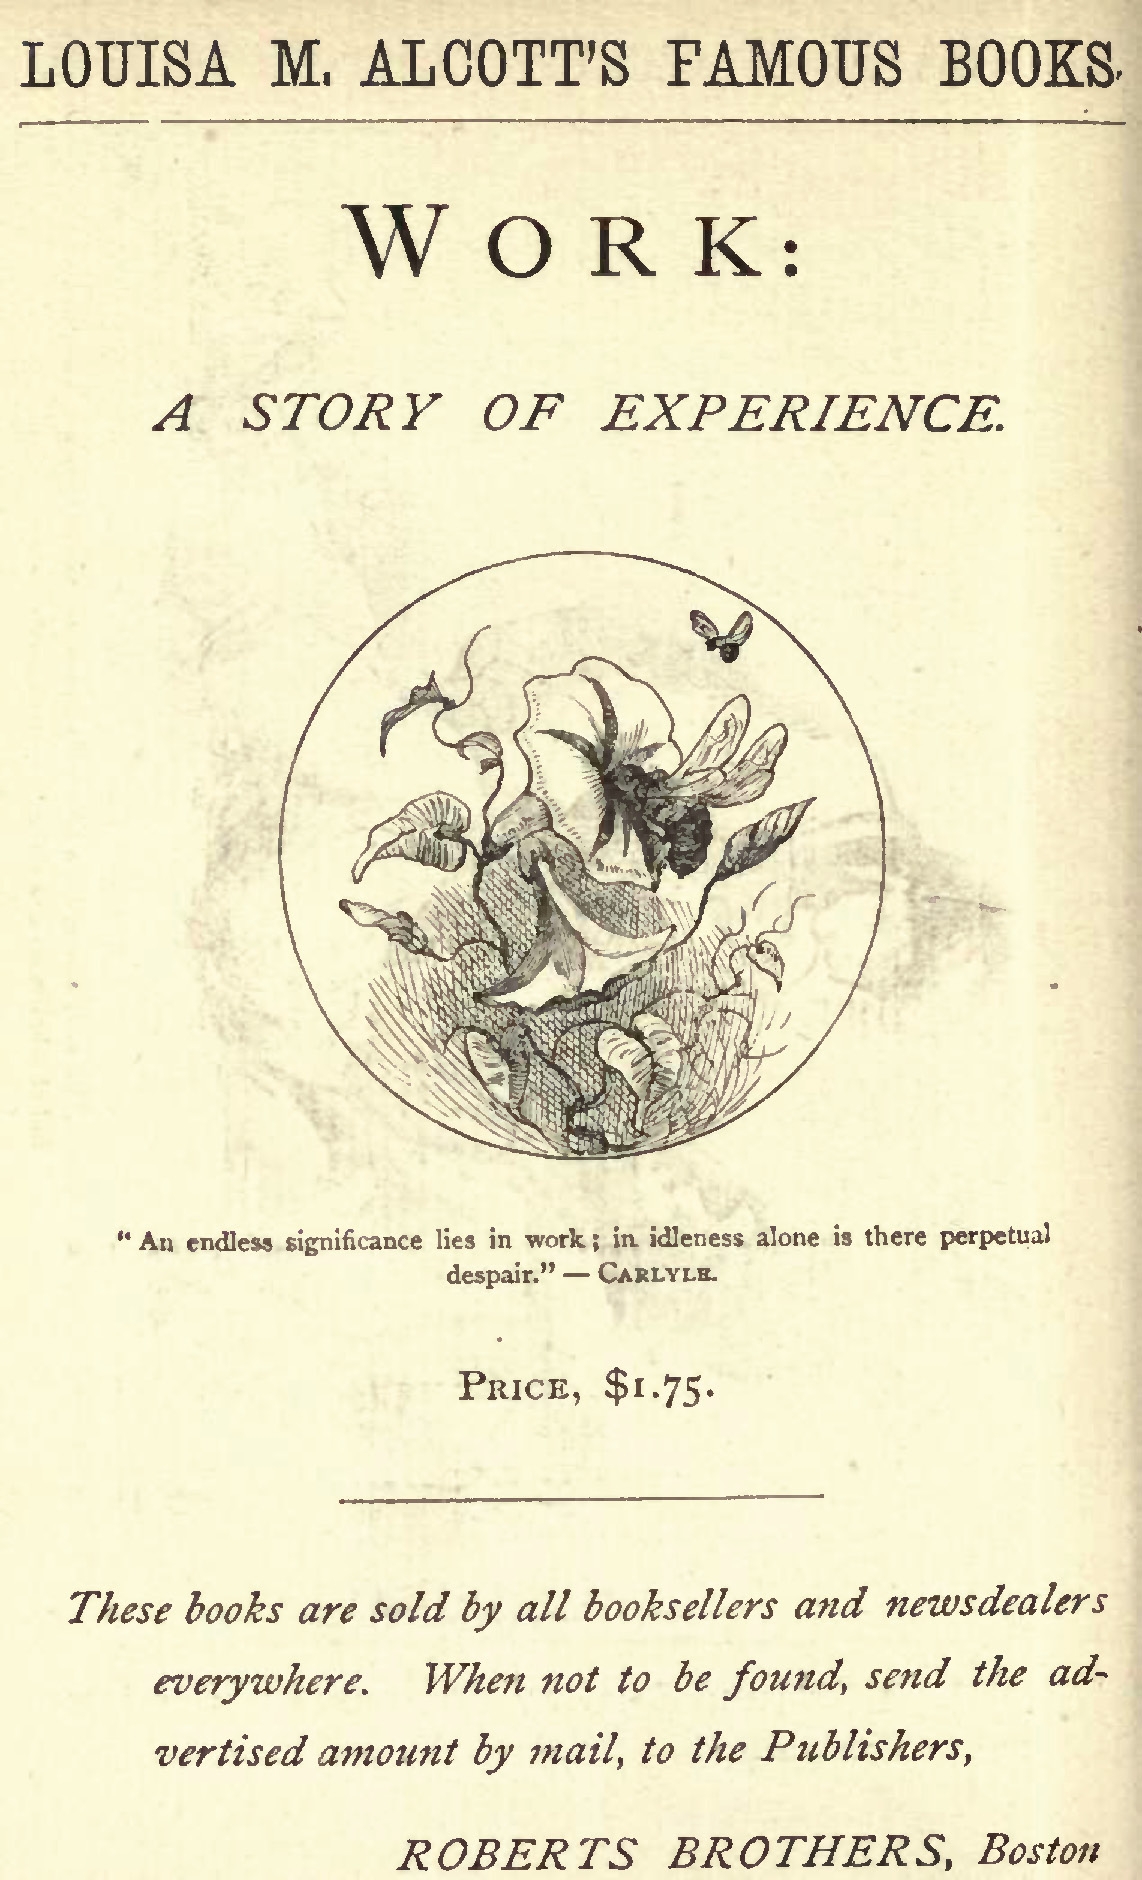 LOUISA M. ALCOTT'S FAMOUS BOOKS.
WORK:
A STORY OF EXPERIENCE.
"An endless significance lies in work; in idleness alone is there perpetual
despair." — CARLYLE.
PRICE, $1.75.
These books are sold by all booksellers and newsdealers
everywhere. When not to be found, send the ad-
vertised amount by mail, to the Publishers,
ROBERTS BROTHERS, Boston